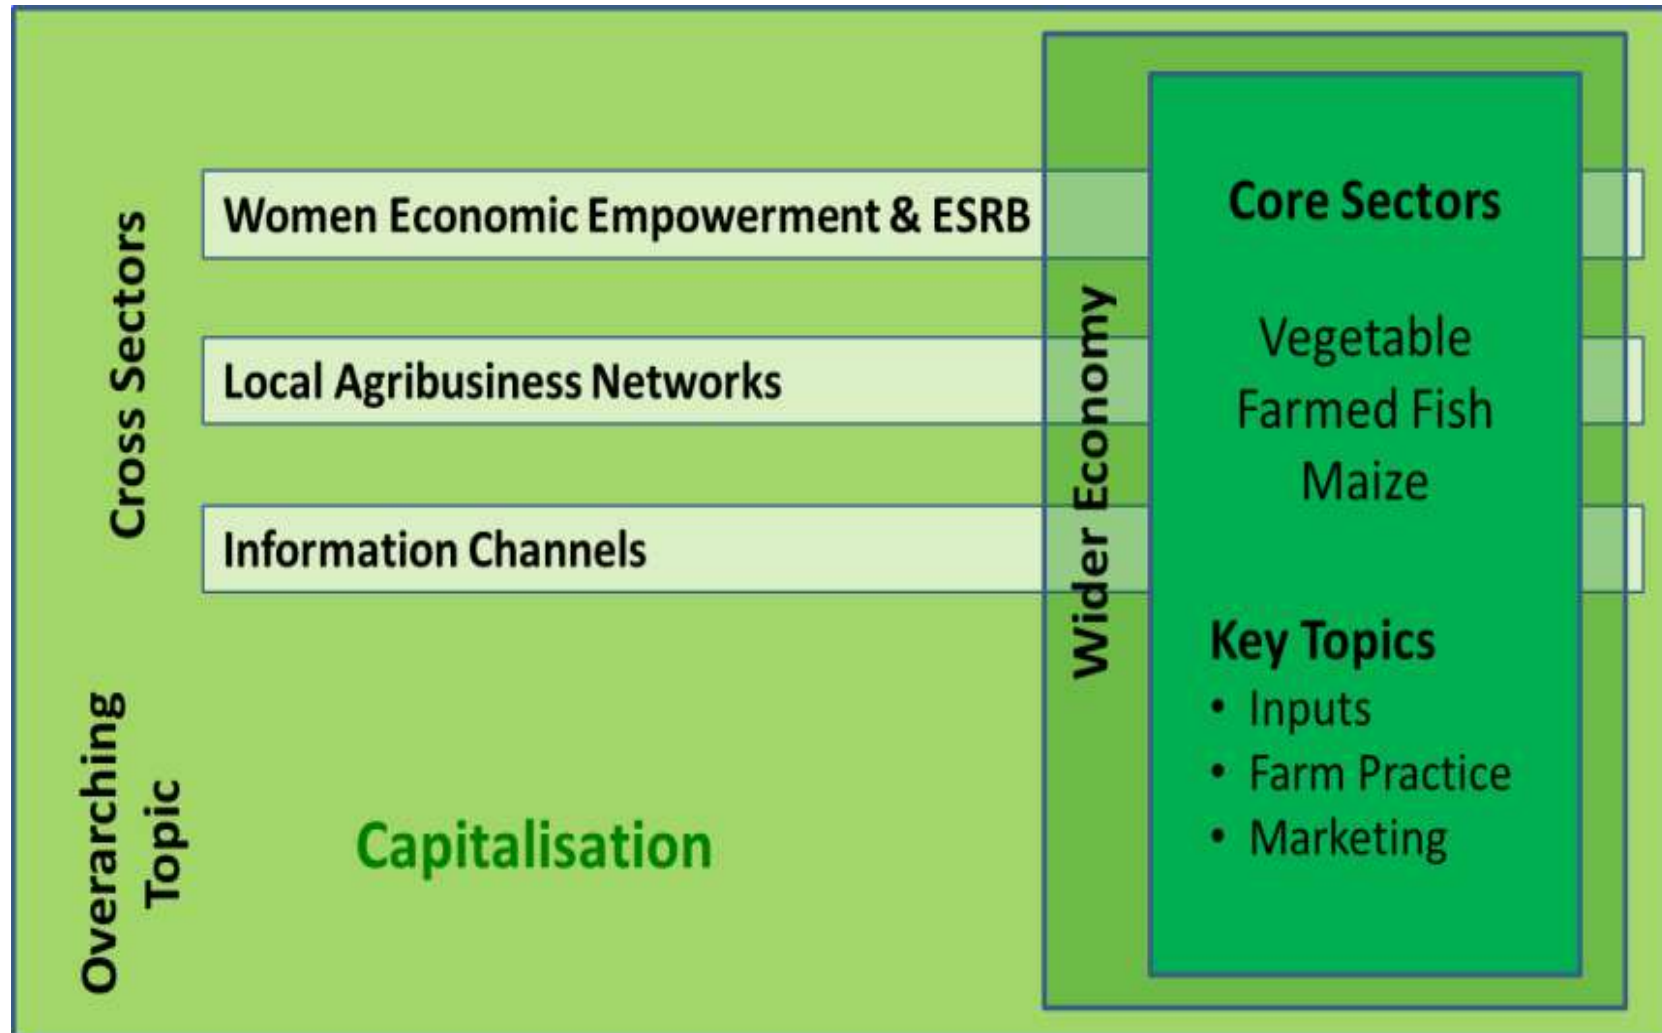 Cross Sectors
Women Economic Empowerment & ESRB
Local Agribusiness Networks
Information Channels
Overarching
Topic
Capitalisation
Wider Economy
Core Sectors
Vegetable
Farmed Fish
Maize
Key Topics
• Inputs
• Farm Practice
• Marketing